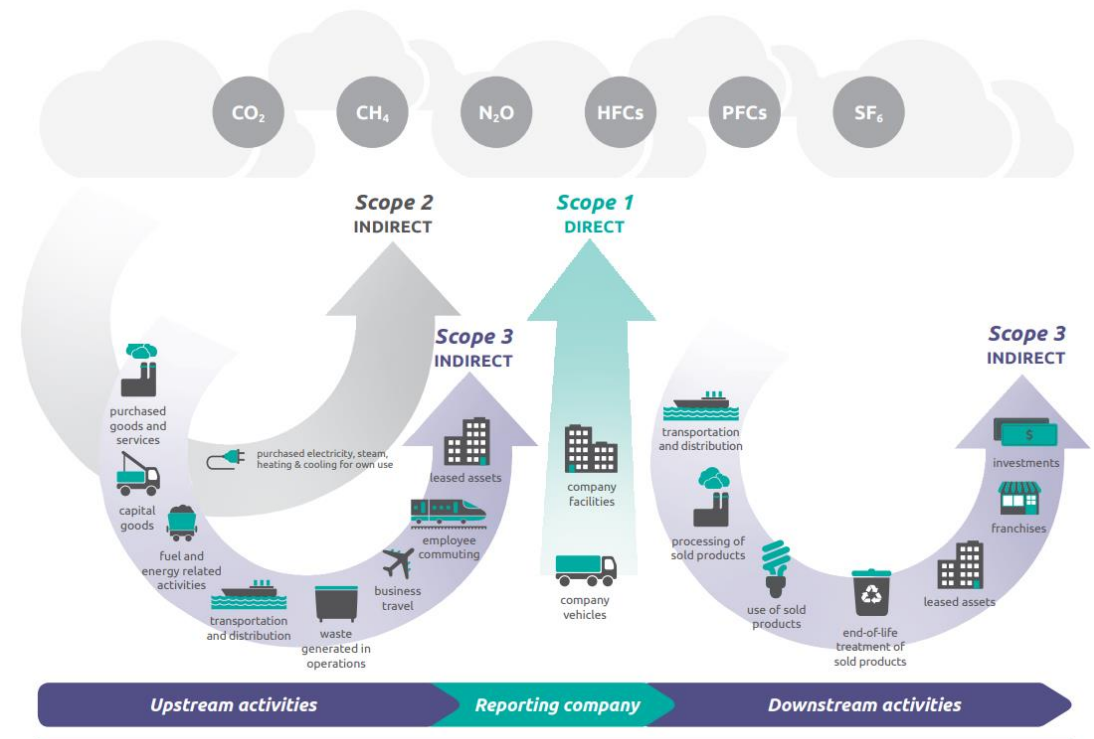 CO₂
CH₄
N₂O
HFCs
PFCs
SF₆
Scope 2
INDIRECT
Scope 1
DIRECT
Scope 3
INDIRECT
Scope 3
INDIRECT
purchased
goods and
services
capital
goods
fuel and
energy related
activities
purchased electricity, steam,
heating & cooling for own use
transportation
and distribution
waste
generated in
operations
business
travel
employee
commuting
leased assets
company
facilities
company
vehicles
transportation
and distribution
processing of
sold products
use of sold
products
end-of-life
treatment of
sold products
leased assets
franchises
$
investments
Upstream activities
Reporting company
Downstream activities